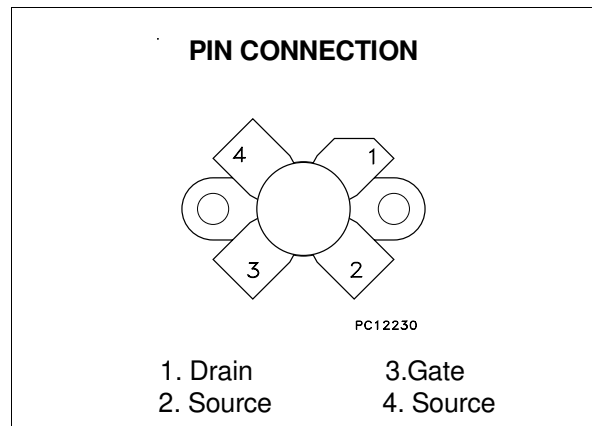 PIN CONNECTION
4
1
3
2
PC12230
1. Drain 3.Gate
2. Source 4. Source